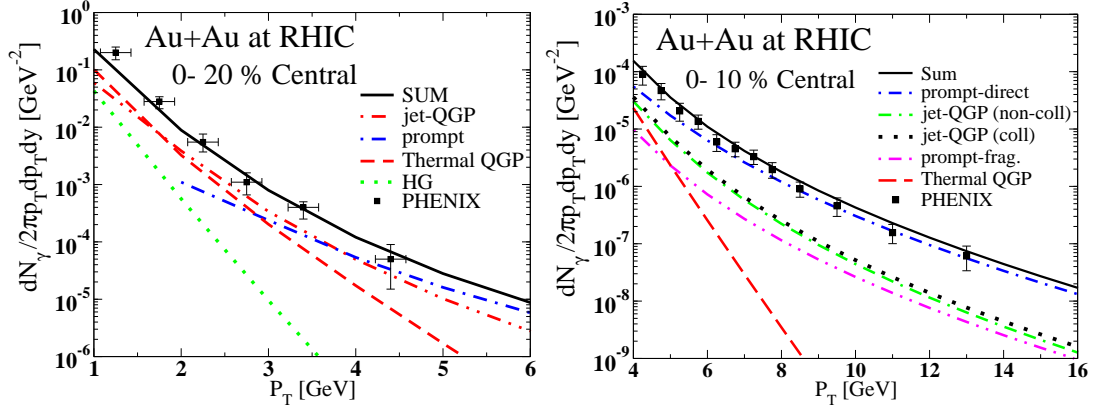 Au+Au at RHIC
0- 20 % Central
SUM
jet-QGP
prompt
Thermal QGP
HG
PHENIX
dN_γ/2πp_Tdp_Tdy [GeV^-2]
10^0
10^-1
10^-2
10^-3
10^-4
10^-5
10^-6
1 2 3 4 5 6
P_T [GeV]
Au+Au at RHIC
0- 10 % Central
Sum
prompt-direct
jet-QGP (non-coll)
jet-QGP (coll)
prompt-frag.
Thermal QGP
PHENIX
dN_γ/2πp_Tdp_Tdy [GeV^-2]
10^-3
10^-4
10^-5
10^-6
10^-7
10^-8
10^-9
4 6 8 10 12 14 16
P_T [GeV]